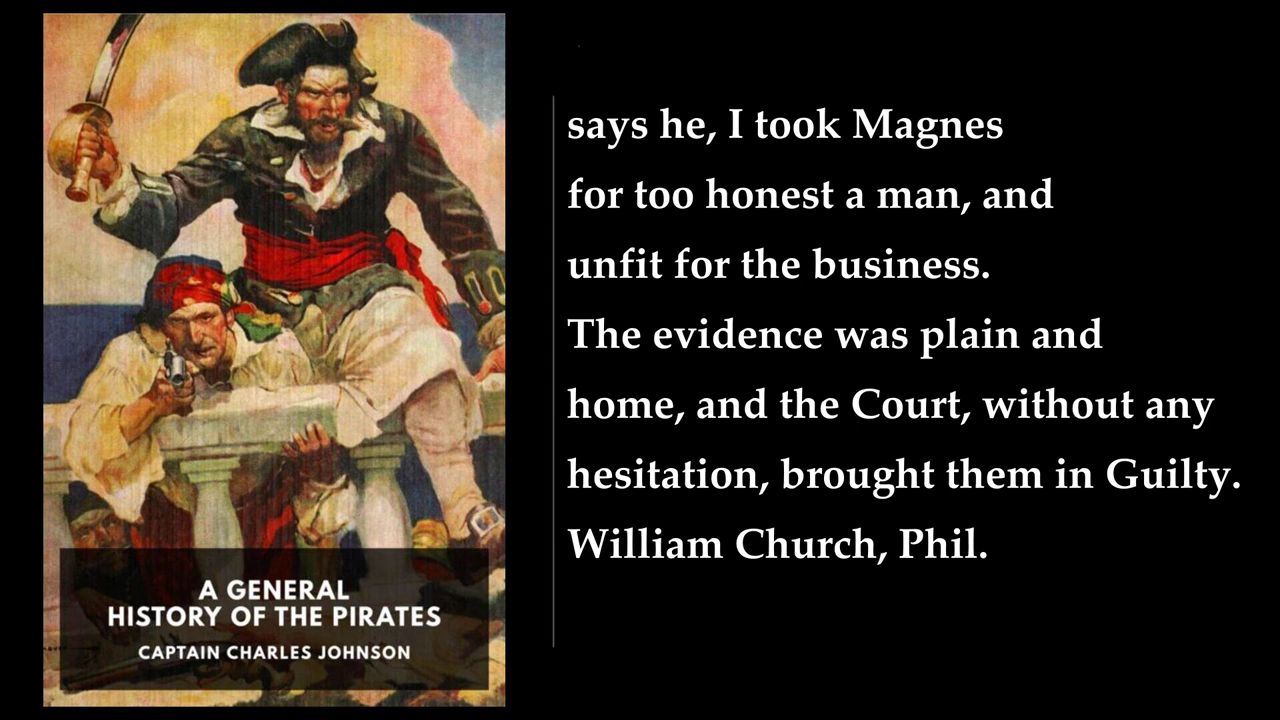 says he, I took Magnes
for too honest a man, and
unfit for the business.
The evidence was plain and
home, and the Court, without any
hesitation, brought them in Guilty.
William Church, Phil.
A GENERAL
HISTORY OF THE PIRATES
CAPTAIN CHARLES JOHNSON